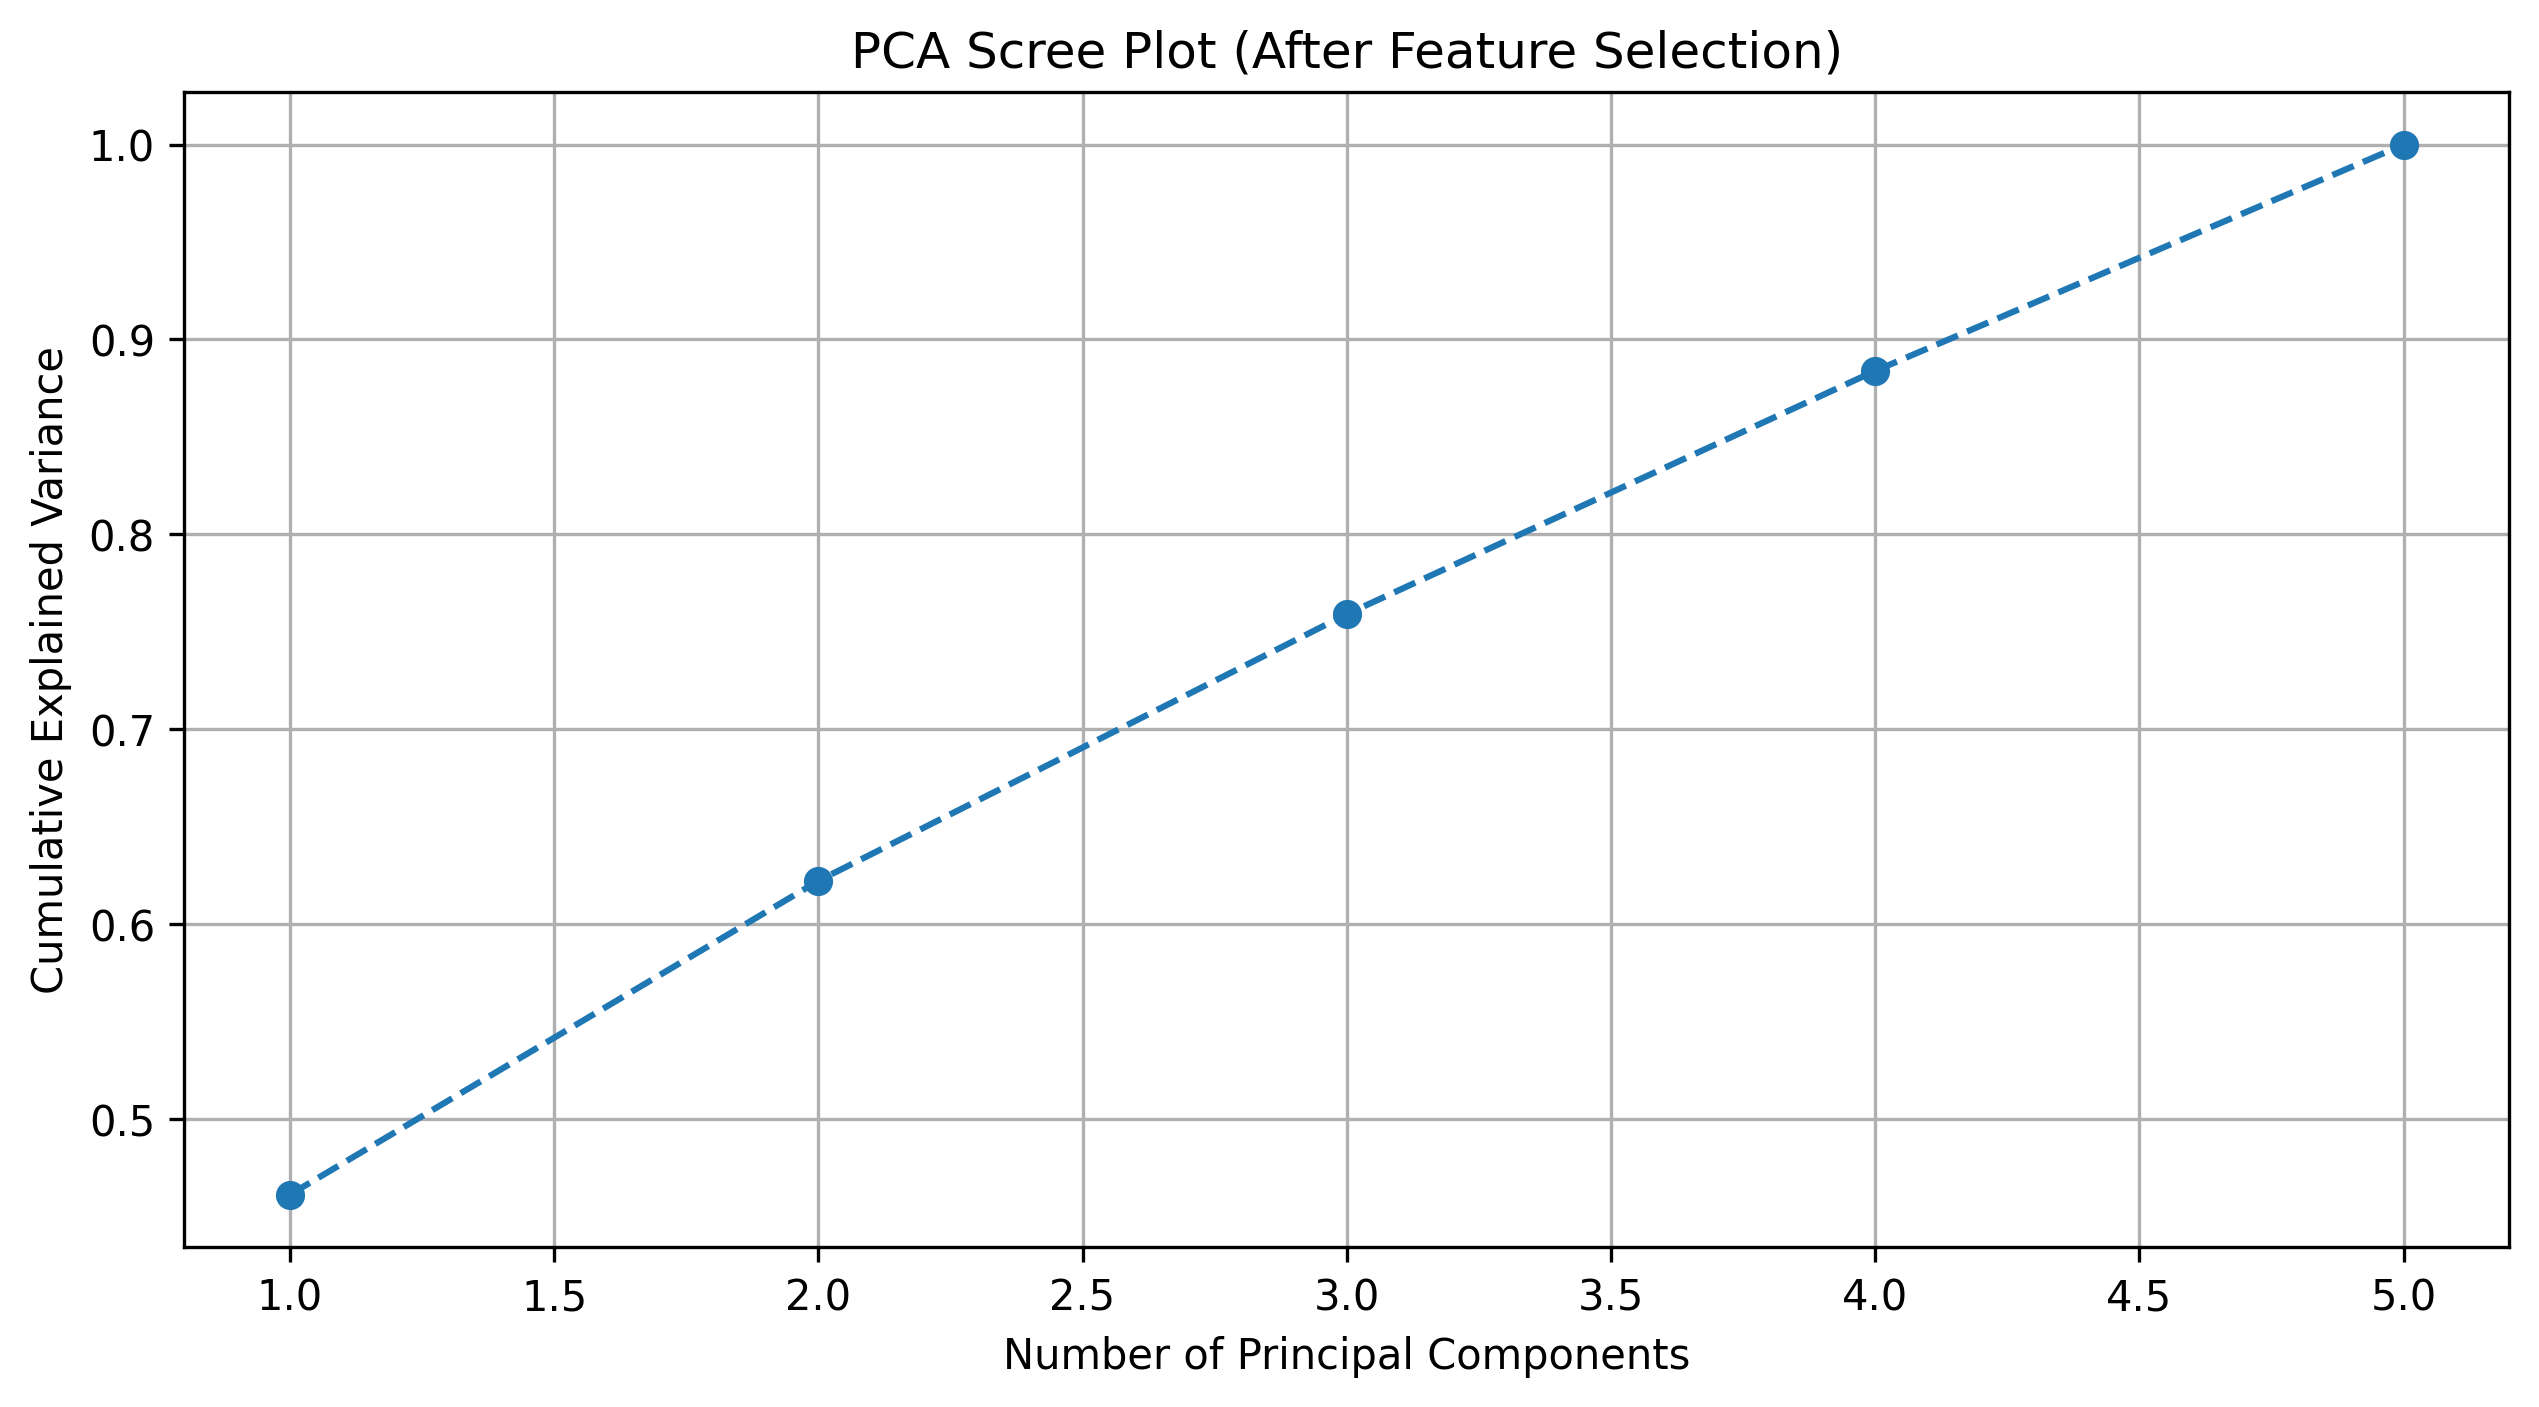 PCA Scree Plot (After Feature Selection)
1.0
0.9
0.8
0.7
0.6
0.5
Cumulative Explained Variance
1.0 1.5 2.0 2.5 3.0 3.5 4.0 4.5 5.0
Number of Principal Components